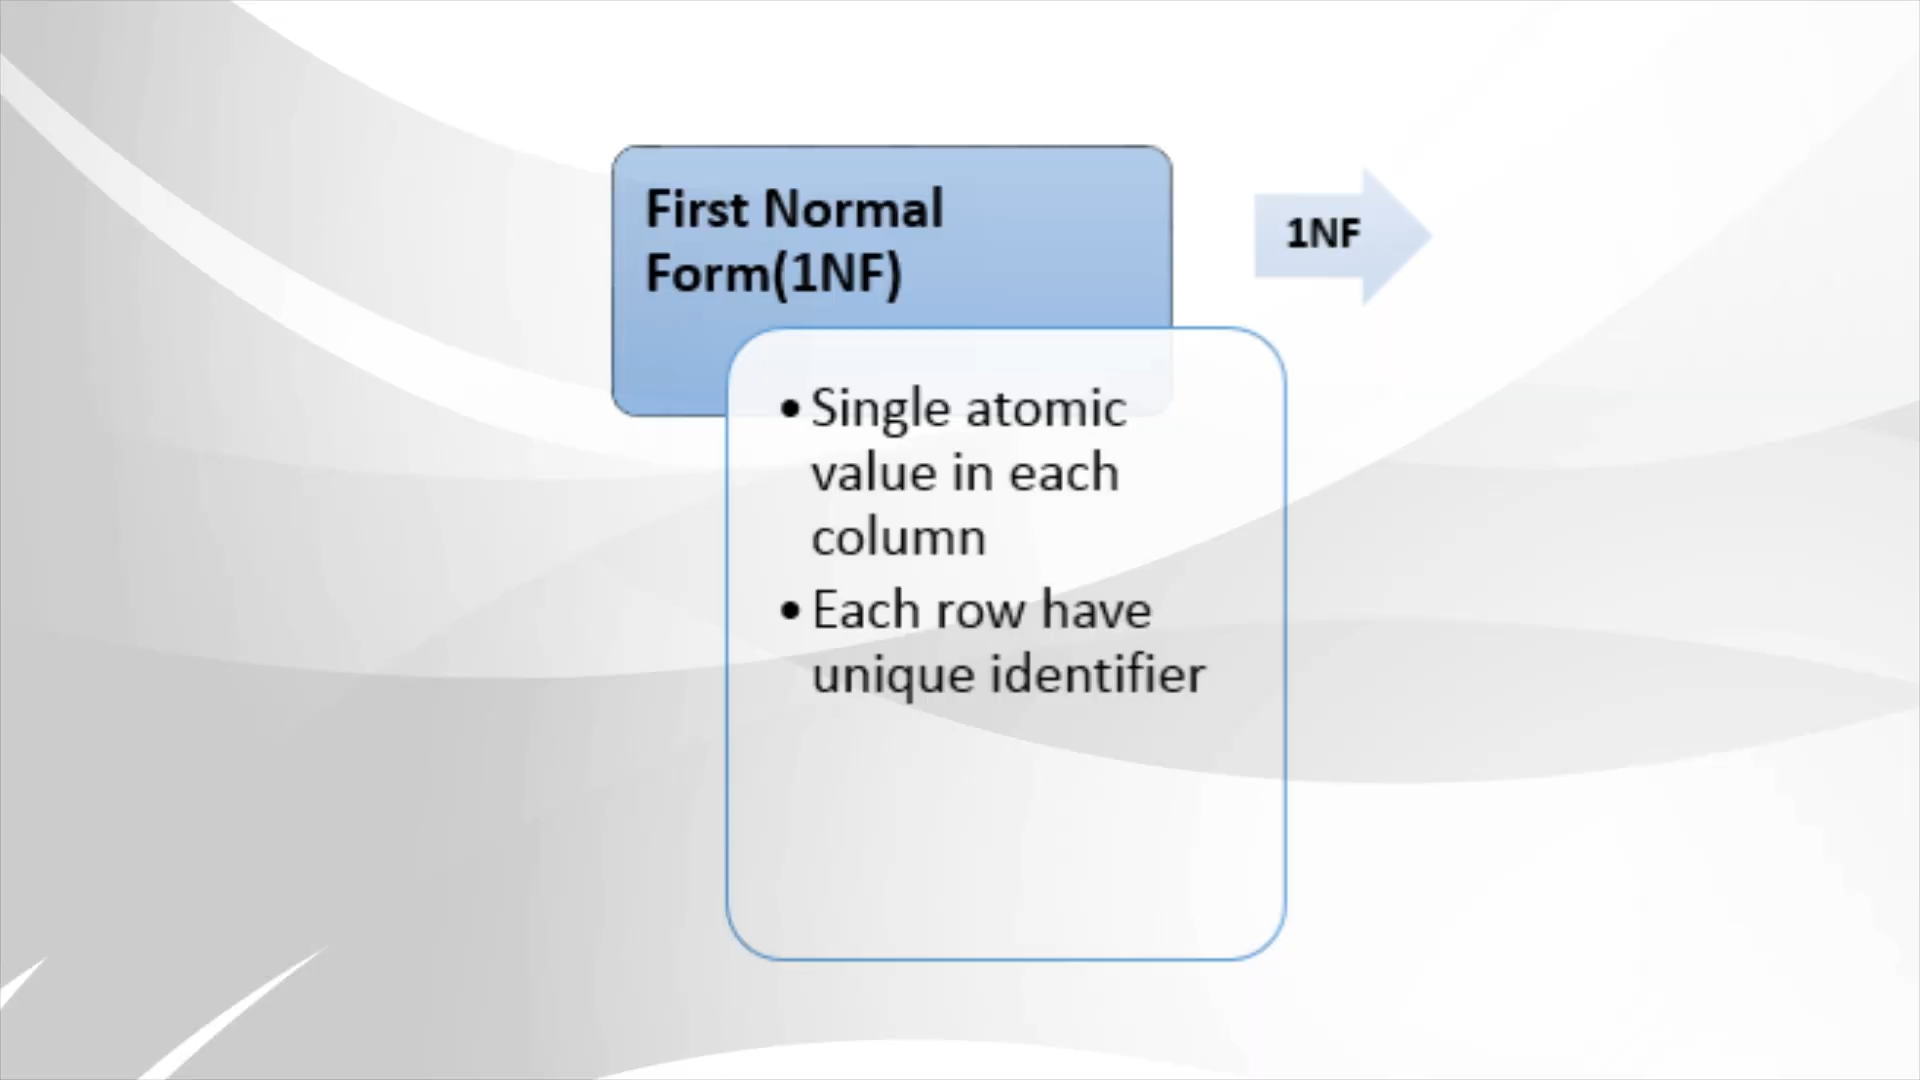 First Normal
Form(1NF)
1NF
• Single atomic
value in each
column
• Each row have
unique identifier